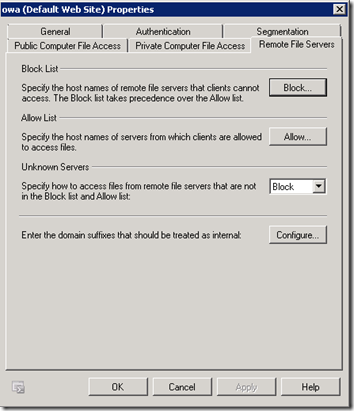 owa (Default Web Site) Properties
General
Authentication
Segmentation
Public Computer File Access
Private Computer File Access
Remote File Servers
Block List
Specify the host names of remote file servers that clients cannot
access. The Block list takes precedence over the Allow list.
Block...
Allow List
Specify the host names of servers from which clients are allowed
to access files.
Allow...
Unknown Servers
Specify how to access files from remote file servers that are not
in the Block list and Allow list:
Block
Enter the domain suffixes that should be treated as internal:
Configure...
OK
Cancel
Apply
Help